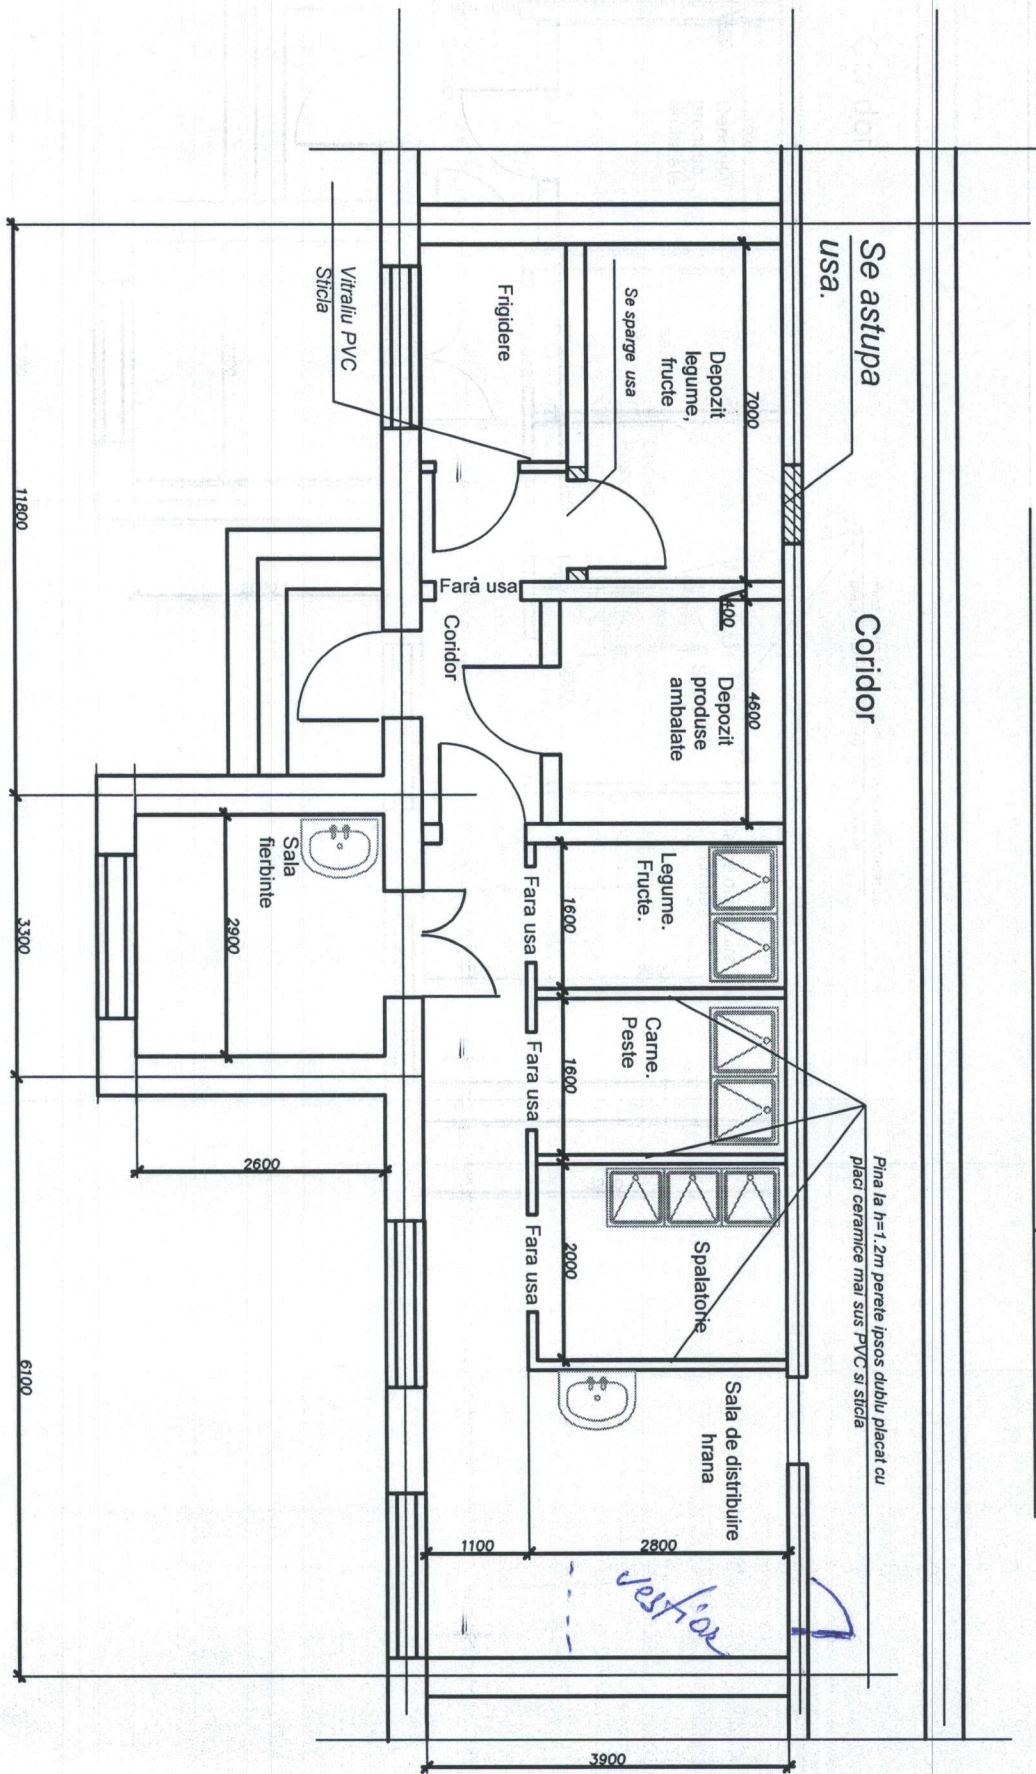 Se astupa
usa.
Coridor
Pina la h=1.2m perete ipsos dublu placat cu
placi ceramice mai sus PVC si sticla
7000
400
4600
Depozit
legume,
fructe
Se sparge usa
Depozit
produse
ambalate
Legume.
Fructe.
1600
Carne.
Peste
1600
Spalatorie
2000
Sala de distribuire
hrana
2800
1100
vestiar
3900
Frigidere
Vitraliu PVC
Sticla
Fara usa
Coridor
Fara usa
Fara usa
Fara usa
Sala
fierbinte
2900
2600
11800
3300
6100